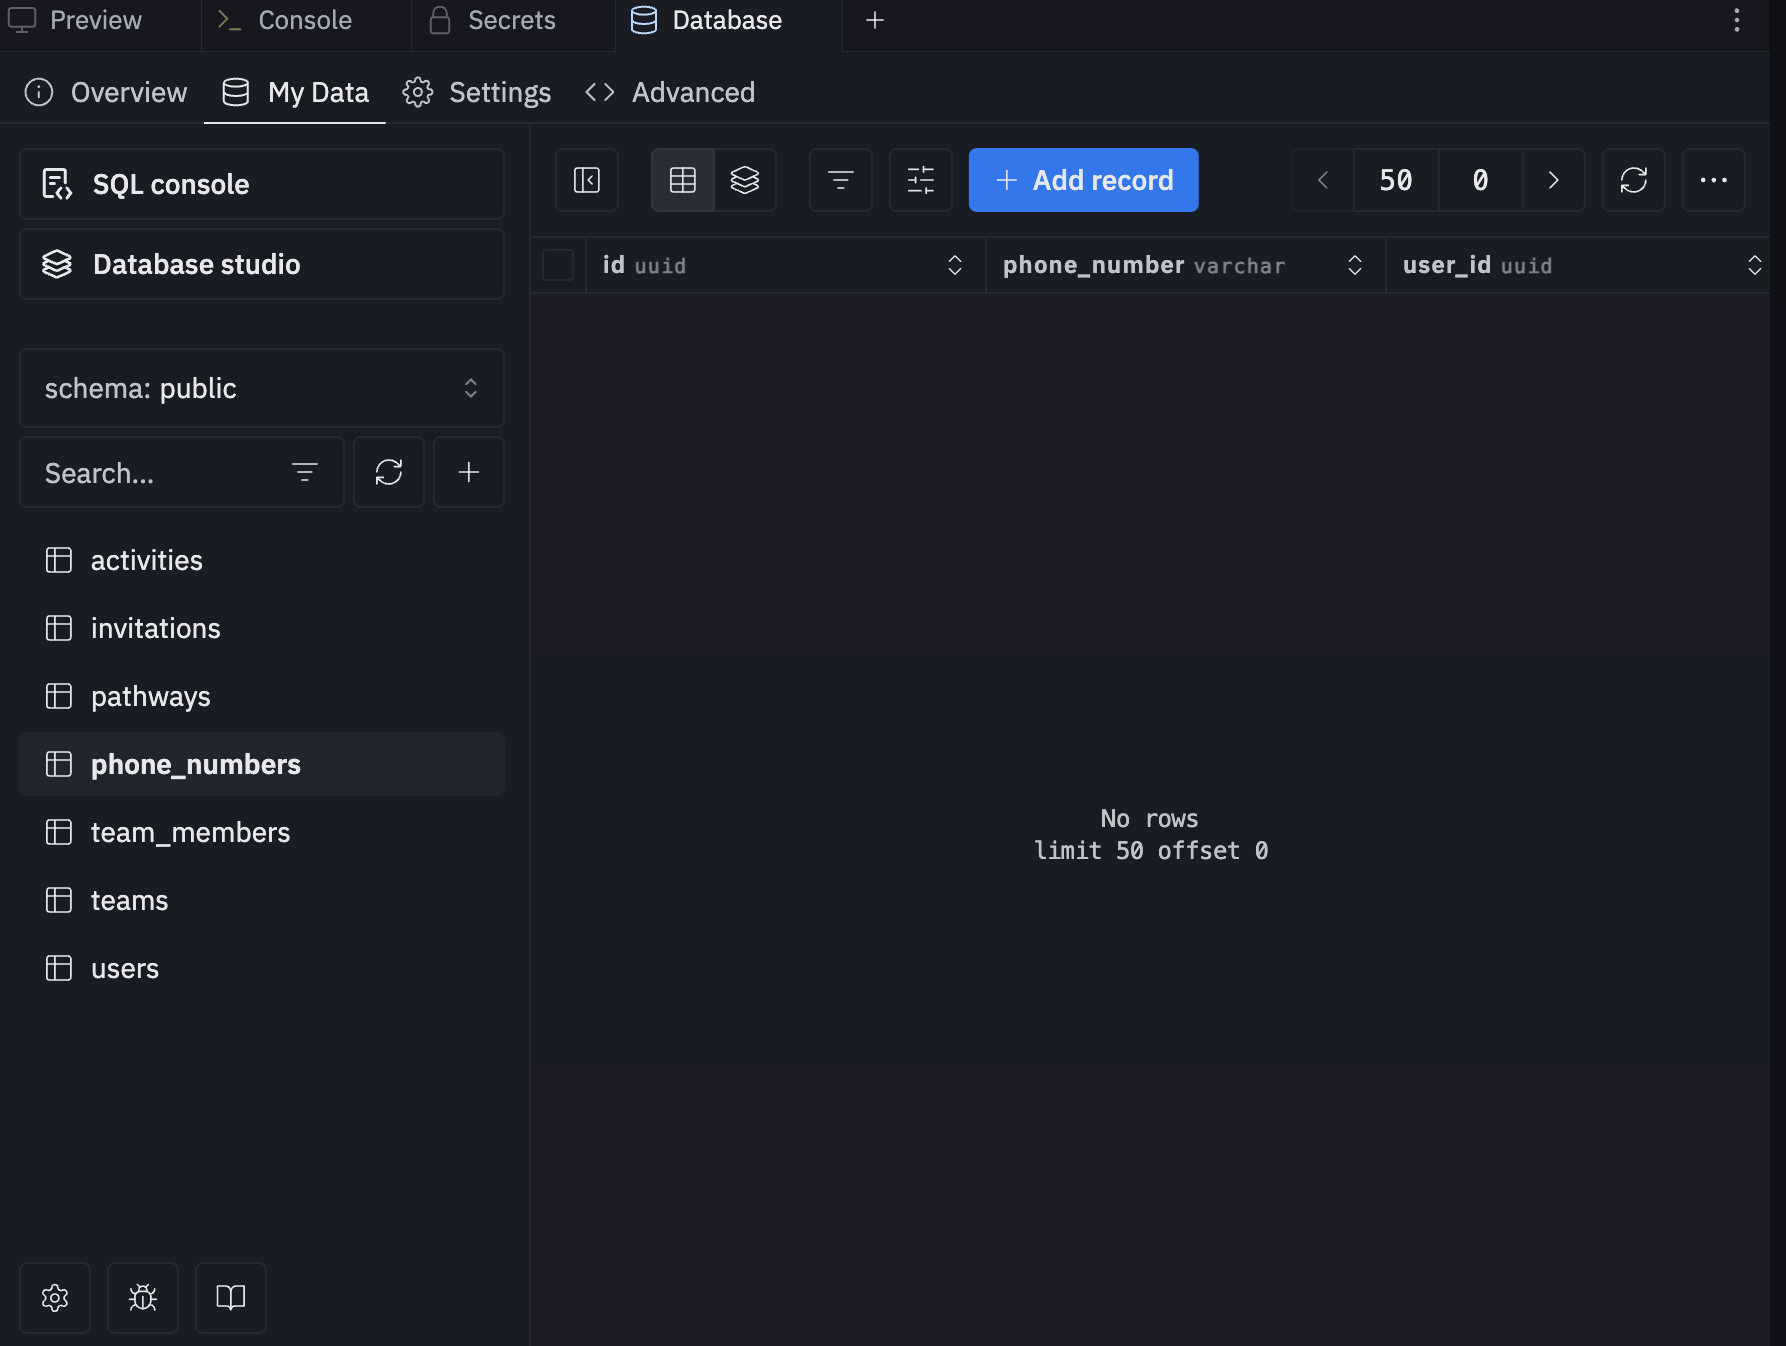 Preview
Console
Secrets
Database
Overview
My Data
Settings
Advanced
SQL console
Database studio
schema: public
Search...
activities
invitations
pathways
phone_numbers
team_members
teams
users
Add record
50
0
id uuid
phone_number varchar
user_id uuid
No rows
limit 50 offset 0